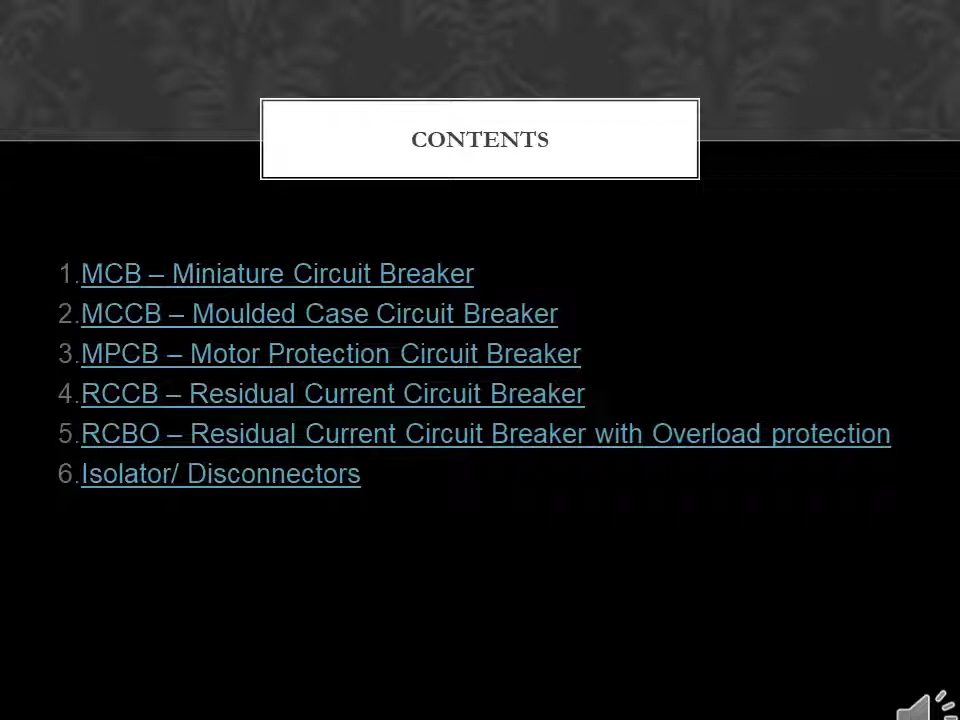 CONTENTS
1.MCB – Miniature Circuit Breaker
2.MCCB – Moulded Case Circuit Breaker
3.MPCB – Motor Protection Circuit Breaker
4.RCCB – Residual Current Circuit Breaker
5.RCBO – Residual Current Circuit Breaker with Overload protection
6.Isolator/ Disconnectors